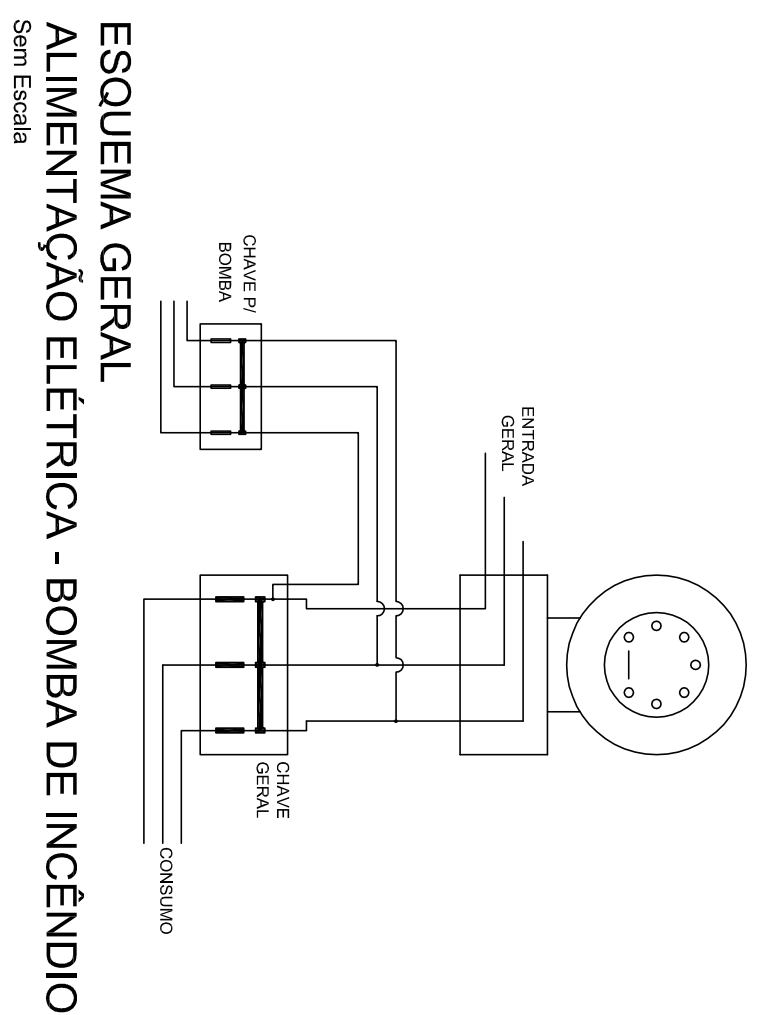 ENTRADA
GERAL
CHAVE P/
BOMBA
CHAVE
GERAL
CONSUMO
ESQUEMA GERAL
ALIMENTAÇÃO ELÉTRICA - BOMBA DE INCÊNDIO
Sem Escala